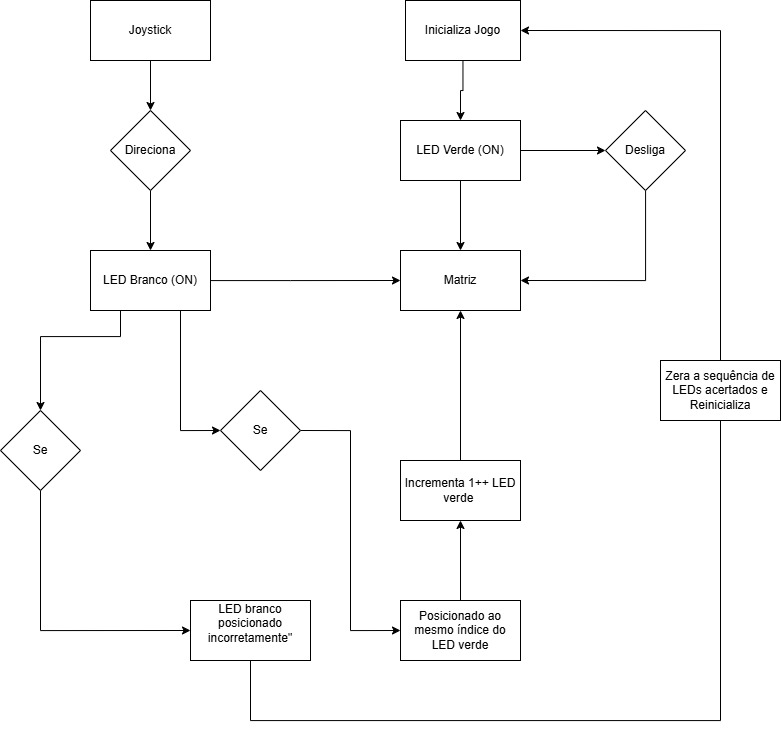 Joystick
Inicializa Jogo
Direciona
LED Verde (ON)
Desliga
LED Branco (ON)
Matriz
Zera a sequência de
LEDs acertados e
Reinicializa
Se
Se
Incrementa 1++ LED
verde
LED branco
posicionado
incorretamente"
Posicionado ao
mesmo índice do
LED verde